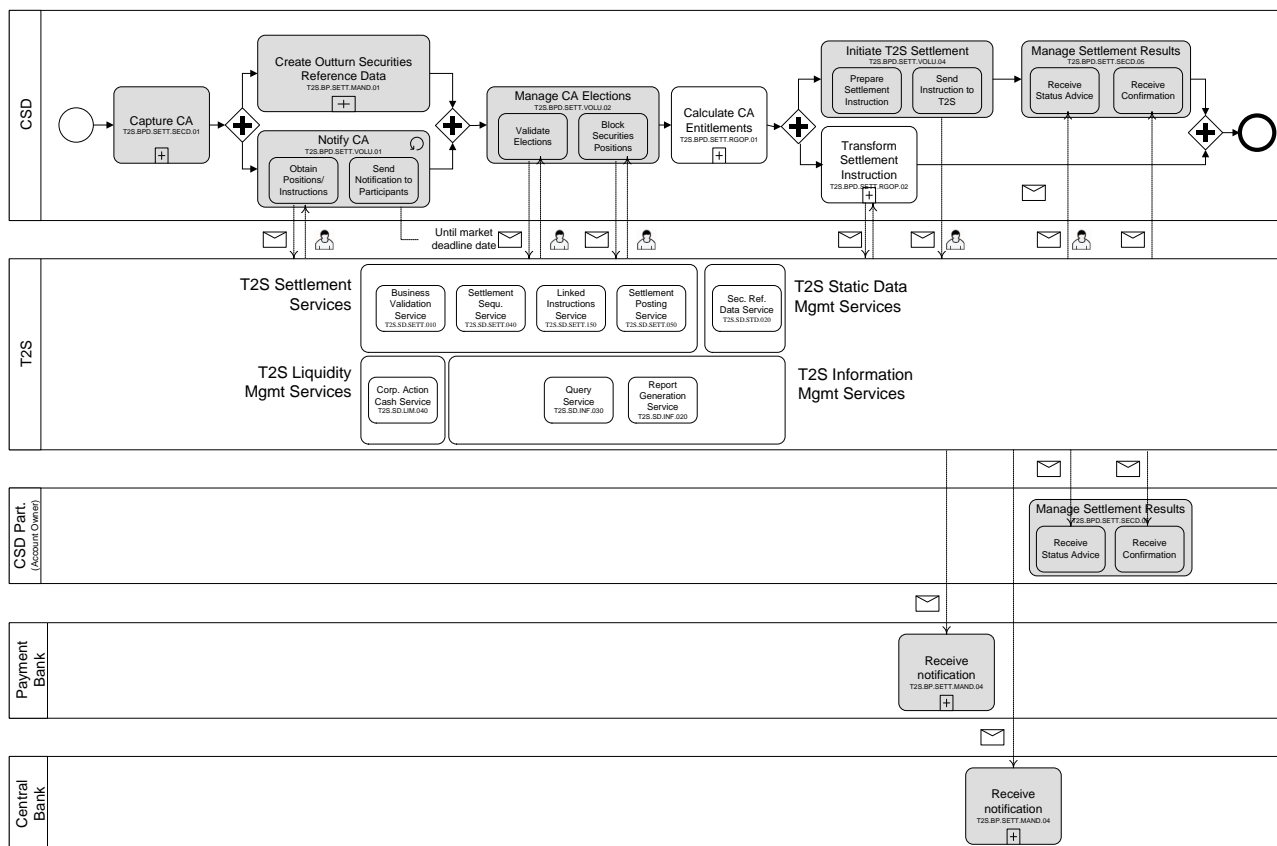 CSD
Capture CA
T2S.BPD.SETT.SECD.01
Create Outturn Securities
Reference Data
T2S.BP.SETT.MAND.01
Notify CA
T2S.BPD.SETT.VOLU.01
Obtain
Positions/
Instructions
Send
Notification to
Participants
Manage CA Elections
T2S.BPD.SETT.VOLU.02
Validate
Elections
Block
Securities
Positions
Calculate CA
Entitlements
T2S.BPD.SETT.RGOP.01
Initiate T2S Settlement
T2S.BPD.SETT.VOLU.04
Prepare
Settlement
Instruction
Send
Instruction to
T2S
Transform
Settlement
Instruction
T2S.BPD.SETT.RGOP.02
Manage Settlement Results
T2S.BPD.SETT.SECD.05
Receive
Status Advice
Receive
Confirmation
Until market
deadline date
T2S
T2S Settlement
Services
Business
Validation
Service
T2S.SD.SETT.010
Settlement
Sequ.
Service
T2S.SD.SETT.040
Linked
Instructions
Service
T2S.SD.SETT.150
Settlement
Posting
Service
T2S.SD.SETT.050
Sec. Ref.
Data Service
T2S.SD.STD.020
T2S Static Data
Mgmt Services
T2S Liquidity
Mgmt Services
Corp. Action
Cash Service
T2S.SD.LIM.040
Query
Service
T2S.SD.INF.030
Report
Generation
Service
T2S.SD.INF.020
T2S Information
Mgmt Services
CSD Part.
(Account Owner)
Manage Settlement Results
Receive
Status Advice
Receive
Confirmation
Payment
Bank
Receive
notification
T2S.BP.SETT.MAND.04
Central
Bank
Receive
notification
T2S.BP.SETT.MAND.04